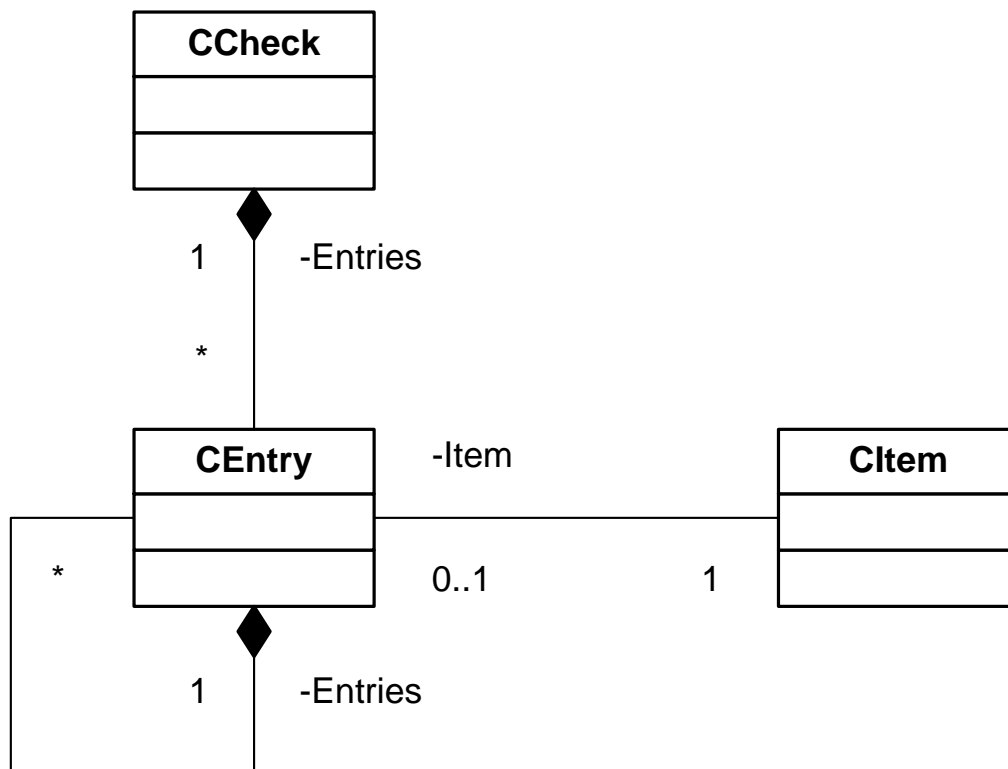 CCheck
1
-Entries
*
CEntry
-Item
CItem
*
0..1
1
1
-Entries